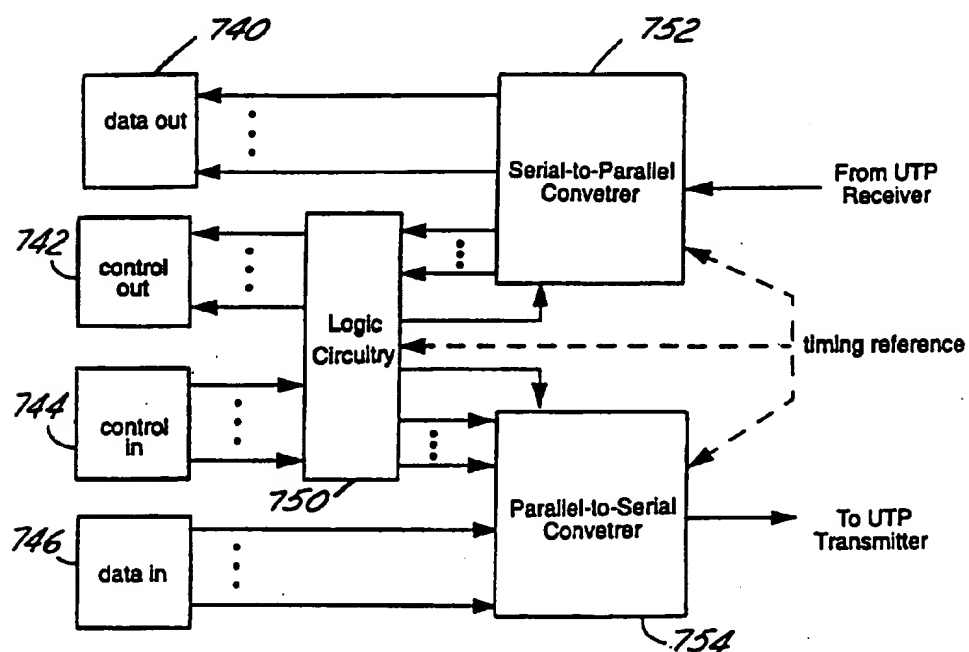 740
752
data out
Serial-to-Parallel
Convetrer
From UTP
Receiver
742
control
out
Logic
Circuitry
timing reference
744
control
in
750
Parallel-to-Serial
Convetrer
To UTP
Transmitter
746
data in
754